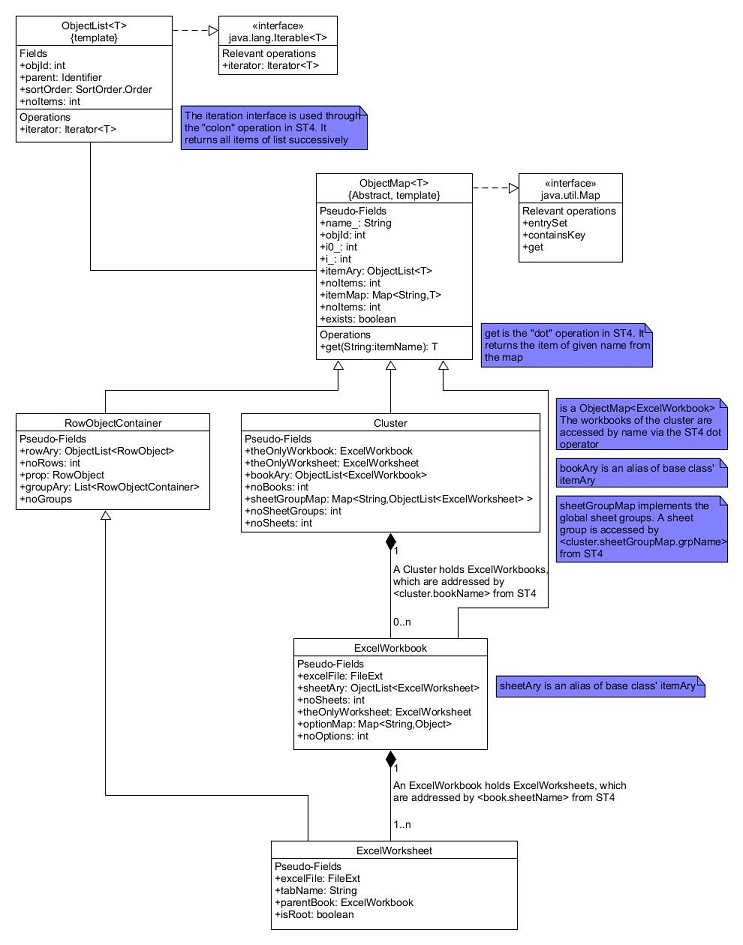 ObjectList<T>
{template}
Fields
+objId: int
+parent: Identifier
+sortOrder: SortOrder.Order
+noItems: int
Operations
+iterator: Iterator<T>
«interface»
java.lang.Iterable<T>
Relevant operations
+iterator: Iterator<T>
The iteration interface is used through
the "colon" operation in ST4. It
returns all items of list successively
ObjectMap<T>
{Abstract, template}
Pseudo-Fields
+name_: String
+objId: int
+i0_: int
+i_: int
+itemAry: ObjectList<T>
+noItems: int
+itemMap: Map<String,T>
+noItems: int
+exists: boolean
Operations
+get(String:itemName): T
«interface»
java.util.Map
Relevant operations
+entrySet
+containsKey
+get
get is the "dot" operation in ST4. It
returns the item of given name from
the map
RowObjectContainer
Pseudo-Fields
+rowAry: ObjectList<RowObject>
+noRows: int
+prop: RowObject
+groupAry: List<RowObjectContainer>
+noGroups
Cluster
Pseudo-Fields
+theOnlyWorkbook: ExcelWorkbook
+theOnlyWorksheet: ExcelWorksheet
+bookAry: ObjectList<ExcelWorkbook>
+noBooks: int
+sheetGroupMap: Map<String,ObjectList<ExcelWorksheet> >
+noSheetGroups: int
+noSheets: int
is a ObjectMap<ExcelWorkbook>
The workbooks of the cluster are
accessed by name via the ST4 dot
operator
bookAry is an alias of base class'
itemAry
sheetGroupMap implements the
global sheet groups. A sheet
group is accessed by
<cluster.sheetGroupMap.grpName>
from ST4
1
A Cluster holds ExcelWorkbooks,
which are addressed by
<cluster.bookName> from ST4
0..n
ExcelWorkbook
Pseudo-Fields
+excelFile: FileExt
+sheetAry: OjectList<ExcelWorksheet>
+noSheets: int
+theOnlyWorksheet: ExcelWorksheet
+optionMap: Map<String,Object>
+noOptions: int
sheetAry is an alias of base class' itemAry
1
An ExcelWorkbook holds ExcelWorksheets, which
are addressed by <book.sheetName> from ST4
1..n
ExcelWorksheet
Pseudo-Fields
+excelFile: FileExt
+tabName: String
+parentBook: ExcelWorkbook
+isRoot: boolean